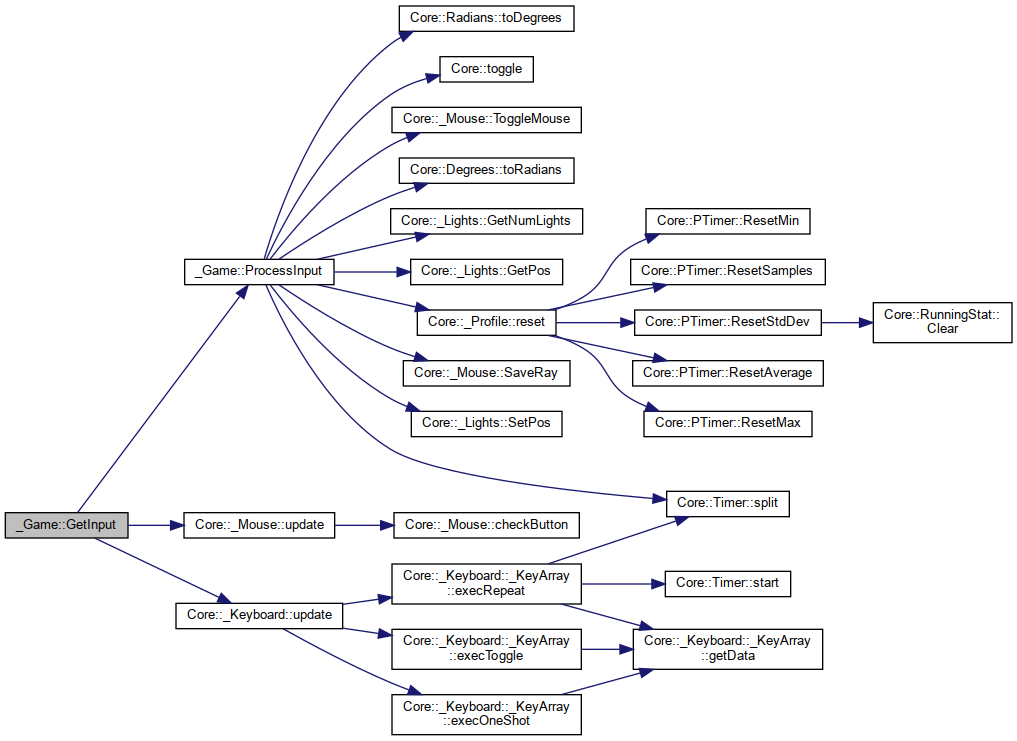 Core::Radians::toDegrees
Core::toggle
Core::_Mouse::ToggleMouse
Core::Degrees::toRadians
Core::_Lights::GetNumLights
Core::PTimer::ResetMin
_Game::ProcessInput
Core::_Lights::GetPos
Core::PTimer::ResetSamples
Core::_Profile::reset
Core::PTimer::ResetStdDev
Core::RunningStat::
Clear
Core::_Mouse::SaveRay
Core::PTimer::ResetAverage
Core::_Lights::SetPos
Core::PTimer::ResetMax
Core::Timer::split
_Game::GetInput
Core::_Mouse::update
Core::_Mouse::checkButton
Core::_Keyboard::_KeyArray
::execRepeat
Core::Timer::start
Core::_Keyboard::update
Core::_Keyboard::_KeyArray
::execToggle
Core::_Keyboard::_KeyArray
::getData
Core::_Keyboard::_KeyArray
::execOneShot